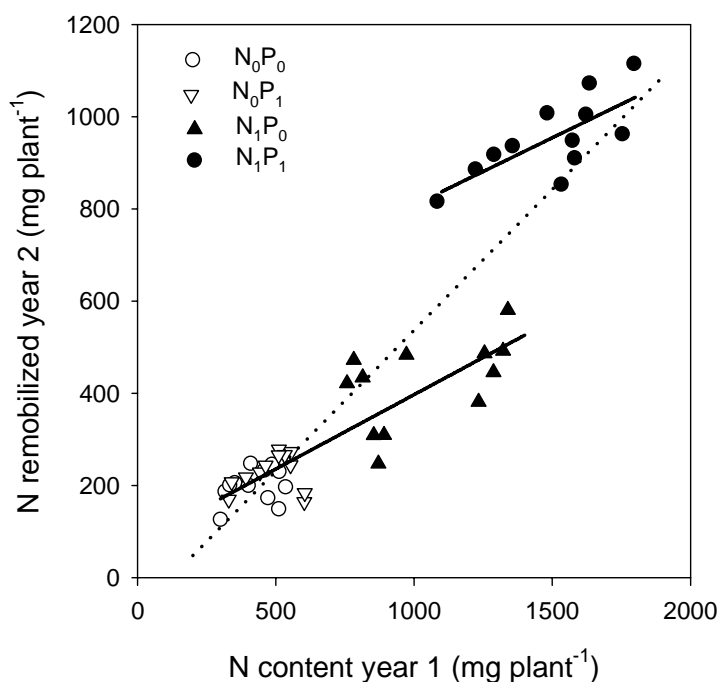 N remobilized year 2 (mg plant⁻¹)
1200
1000
800
600
400
200
0
N₀P₀
N₀P₁
N₁P₀
N₁P₁
0 500 1000 1500 2000
N content year 1 (mg plant⁻¹)